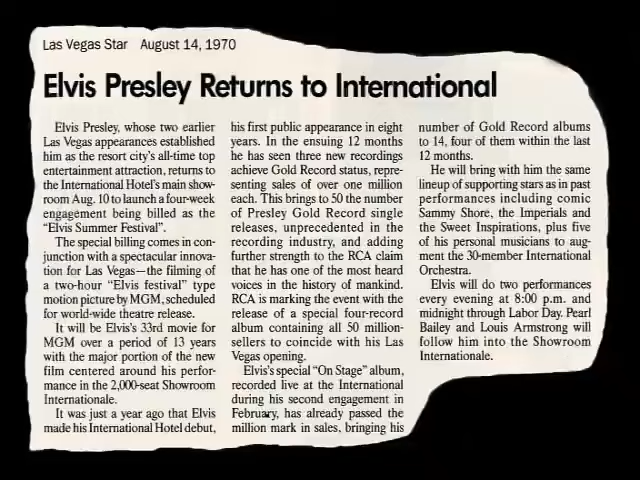 Las Vegas Star August 14, 1970
Elvis Presley Returns to International
Elvis Presley, whose two earlier
Las Vegas appearances established
him as the resort city's all-time top
entertainment attraction, returns to
the International Hotel's main show-
room Aug. 10 to launch a four-week
engagement being billed as the
"Elvis Summer Festival".
The special billing comes in con-
junction with a spectacular innova-
tion for Las Vegas—the filming of
a two-hour "Elvis festival" type
motion picture by MGM, scheduled
for world-wide theatre release.
It will be Elvis's 33rd movie for
MGM over a period of 13 years
with the major portion of the new
film centered around his perfor-
mance in the 2,000-seat Showroom
Internationale.
It was just a year ago that Elvis
made his International Hotel debut,
his first public appearance in eight
years. In the ensuing 12 months
he has seen three new recordings
achieve Gold Record status, repre-
senting sales of over one million
each. This brings to 50 the number
of Presley Gold Record single
releases, unprecedented in the
recording industry, and adding
further strength to the RCA claim
that he has one of the most heard
voices in the history of mankind.
RCA is marking the event with the
release of a special four-record
album containing all 50 million-
sellers to coincide with his Las
Vegas opening.
Elvis's special "On Stage" album,
recorded live at the International
during his second engagement in
February, has already passed the
million mark in sales, bringing his
number of Gold Record albums
to 14, four of them within the last
12 months.
He will bring with him the same
lineup of supporting stars as in past
performances including comic
Sammy Shore, the Imperials and
the Sweet Inspirations, plus five
of his personal musicians to aug-
ment the 30-member International
Orchestra.
Elvis will do two performances
every evening at 8:00 p.m. and
midnight through Labor Day. Pearl
Bailey and Louis Armstrong will
follow him into the Showroom
Internationale.